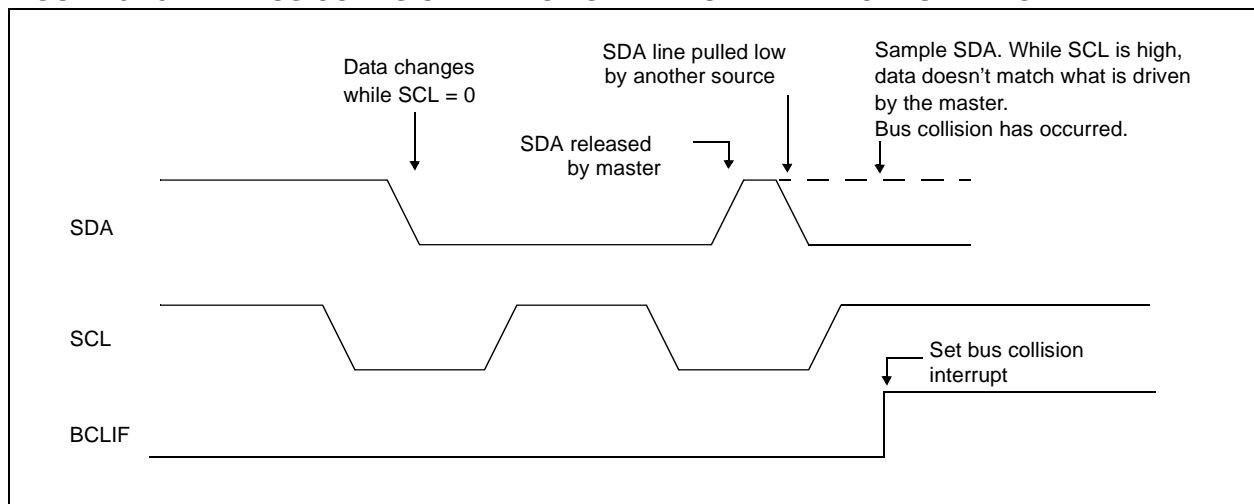 Data changes
while SCL = 0
SDA line pulled low
by another source
Sample SDA. While SCL is high,
data doesn't match what is driven
by the master.
Bus collision has occurred.
SDA released
by master
SDA
SCL
Set bus collision
interrupt
BCLIF